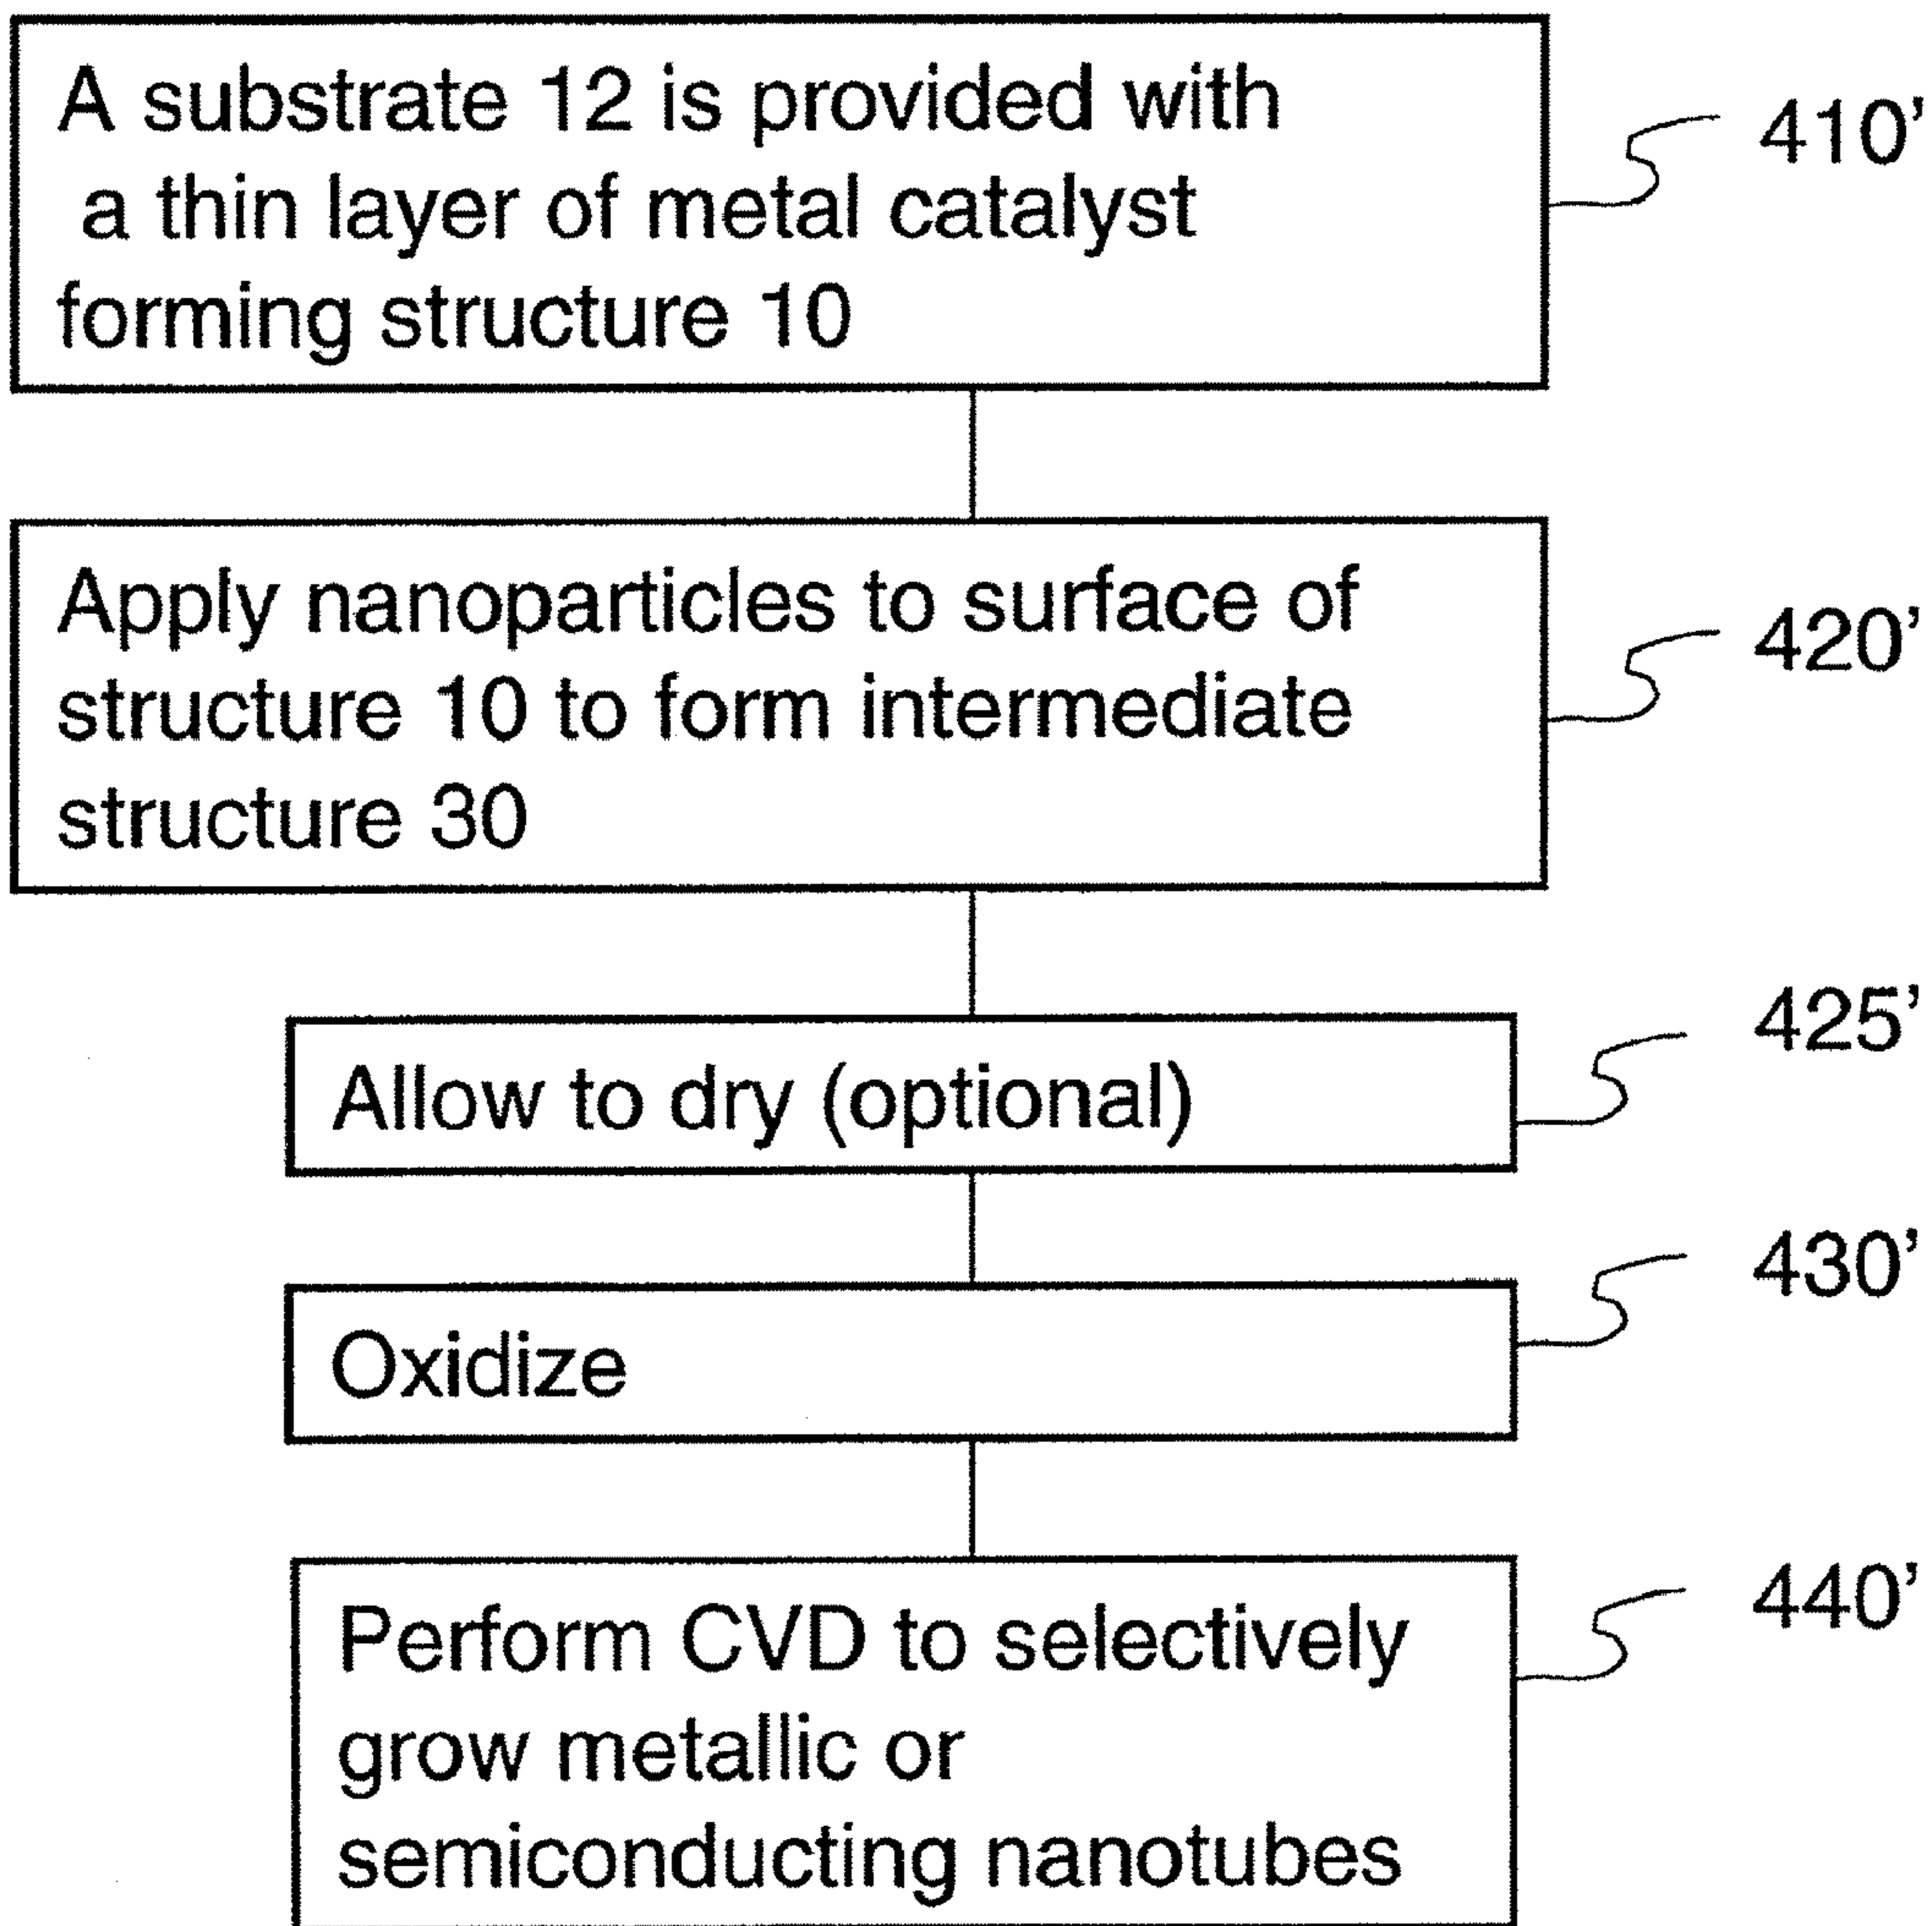 A substrate 12 is provided with
a thin layer of metal catalyst
forming structure 10
410'
Apply nanoparticles to surface of
structure 10 to form intermediate
structure 30
420'
Allow to dry (optional)
425'
Oxidize
430'
Perform CVD to selectively
grow metallic or
semiconducting nanotubes
440'